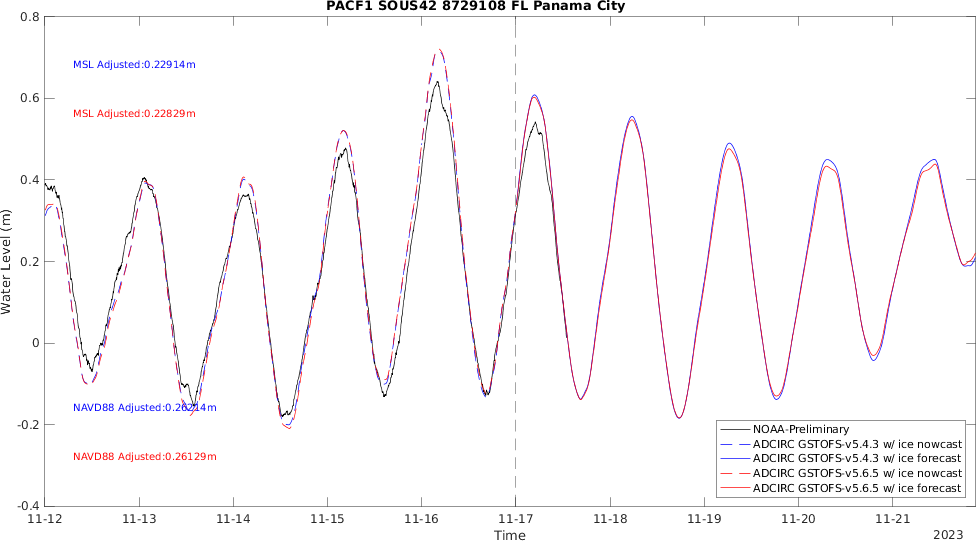 PACF1 SOUS42 8729108 FL Panama City
0.8
0.6
0.4
0.2
0
-0.2
-0.4
Water Level (m)
MSL Adjusted:0.22914m
MSL Adjusted:0.22829m
NAVD88 Adjusted:0.26214m
NAVD88 Adjusted:0.26129m
NOAA-Preliminary
ADCIRC GSTOFS-v5.4.3 w/ ice nowcast
ADCIRC GSTOFS-v5.4.3 w/ ice forecast
ADCIRC GSTOFS-v5.6.5 w/ ice nowcast
ADCIRC GSTOFS-v5.6.5 w/ ice forecast
11-12 11-13 11-14 11-15 11-16 11-17 11-18 11-19 11-20 11-21
Time
2023